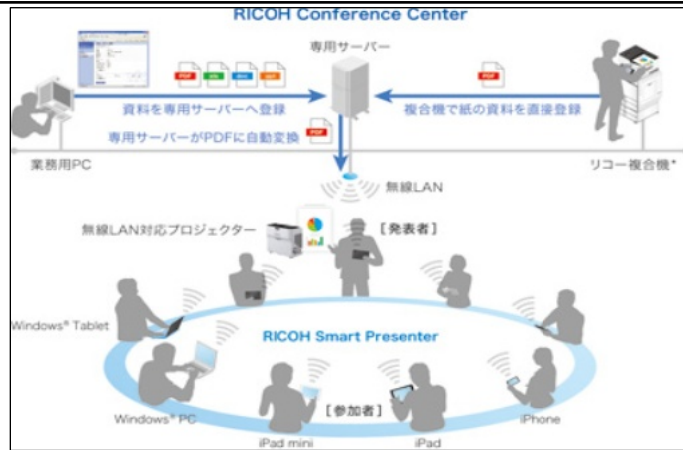 RICOH Conference Center
専用サーバー
PDF
PDF
資料を専用サーバーへ登録
複合機で紙の資料を直接登録
専用サーバーがPDFに自動変換
PDF
業務用PC
リコー複合機*
無線LAN
無線LAN対応プロジェクター
[発表者]
Windows® Tablet
RICOH Smart Presenter
Windows® PC
[参加者]
iPhone
iPad mini
iPad